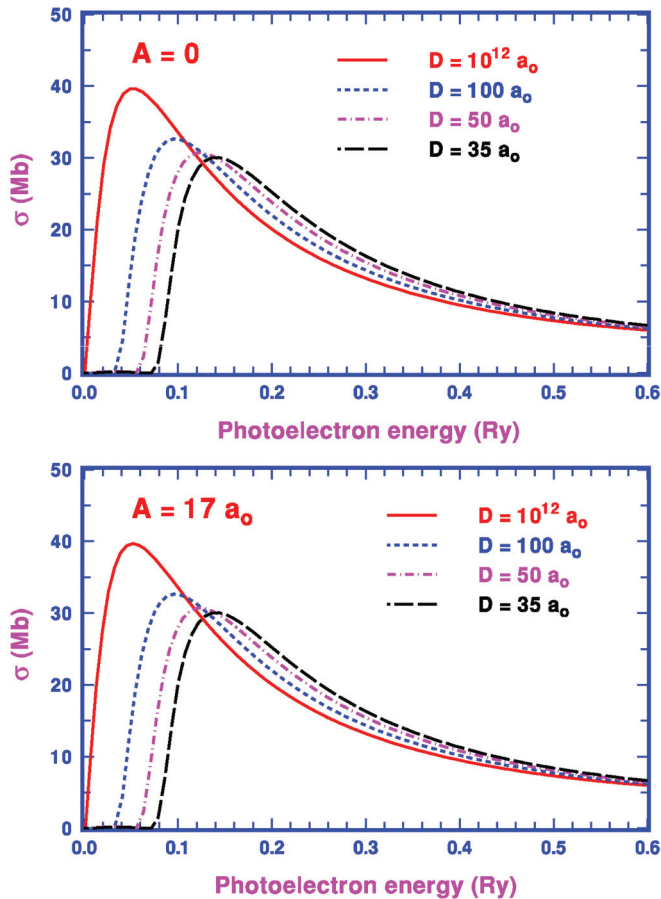 50
A = 0
D = 10¹² aₒ
40
D = 100 aₒ
D = 50 aₒ
30
D = 35 aₒ
σ (Mb)
20
10
0
0.0 0.1 0.2 0.3 0.4 0.5 0.6
Photoelectron energy (Ry)
50
A = 17 aₒ
D = 10¹² aₒ
40
D = 100 aₒ
D = 50 aₒ
30
D = 35 aₒ
σ (Mb)
20
10
0
0.0 0.1 0.2 0.3 0.4 0.5 0.6
Photoelectron energy (Ry)